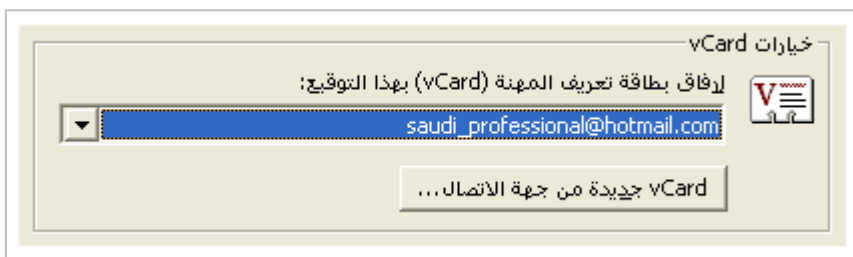 خيارات vCard
إرفاق بطاقة تعريف المهنة (vCard) بهذا التوقيع:
saudi_professional@hotmail.com
vCard جديدة من جهة الاتصال...